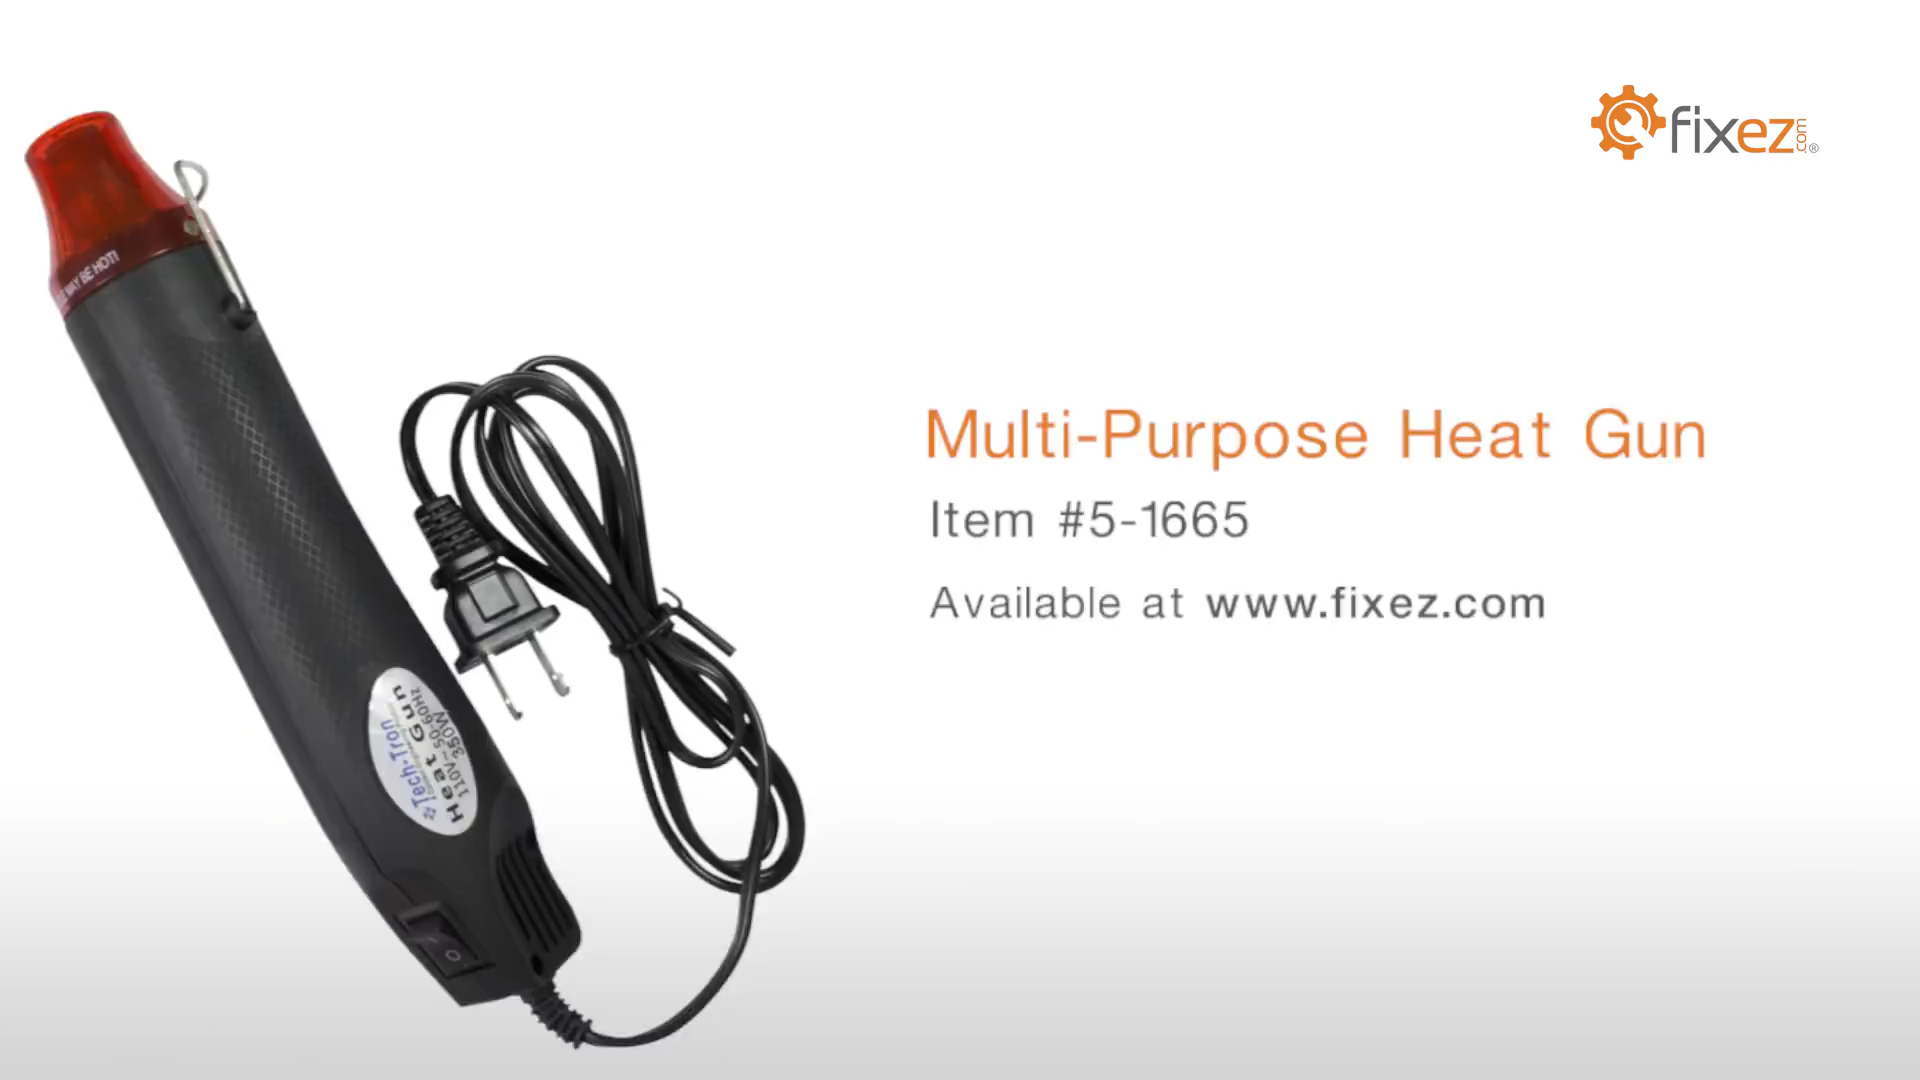 fixez.com®
Multi-Purpose Heat Gun
Item #5-1665
Available at www.fixez.com
WAY BE HOT!
Tech-Tron
Heat Gun
110V~ 50-60Hz
350W